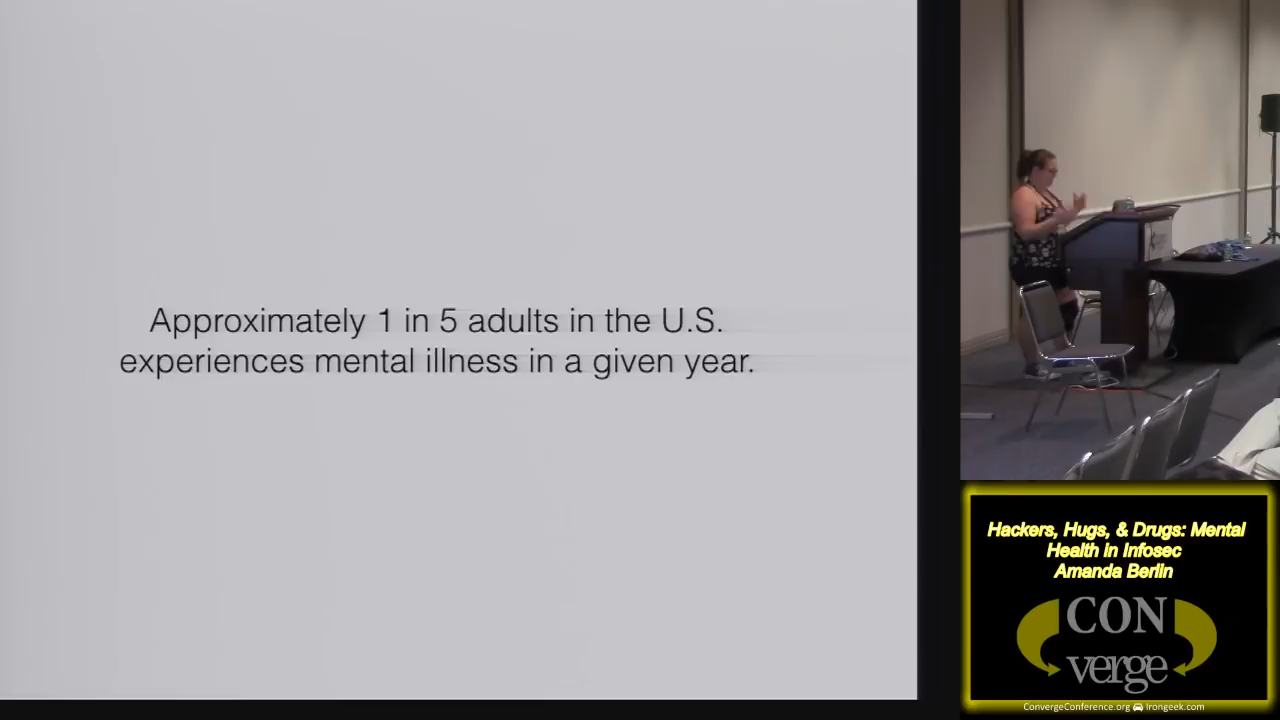 Approximately 1 in 5 adults in the U.S.
experiences mental illness in a given year.
Hackers, Hugs, & Drugs: Mental
Health in Infosec
Amanda Berlin
CON
verge
ConvergeConference.org Irongeek.com